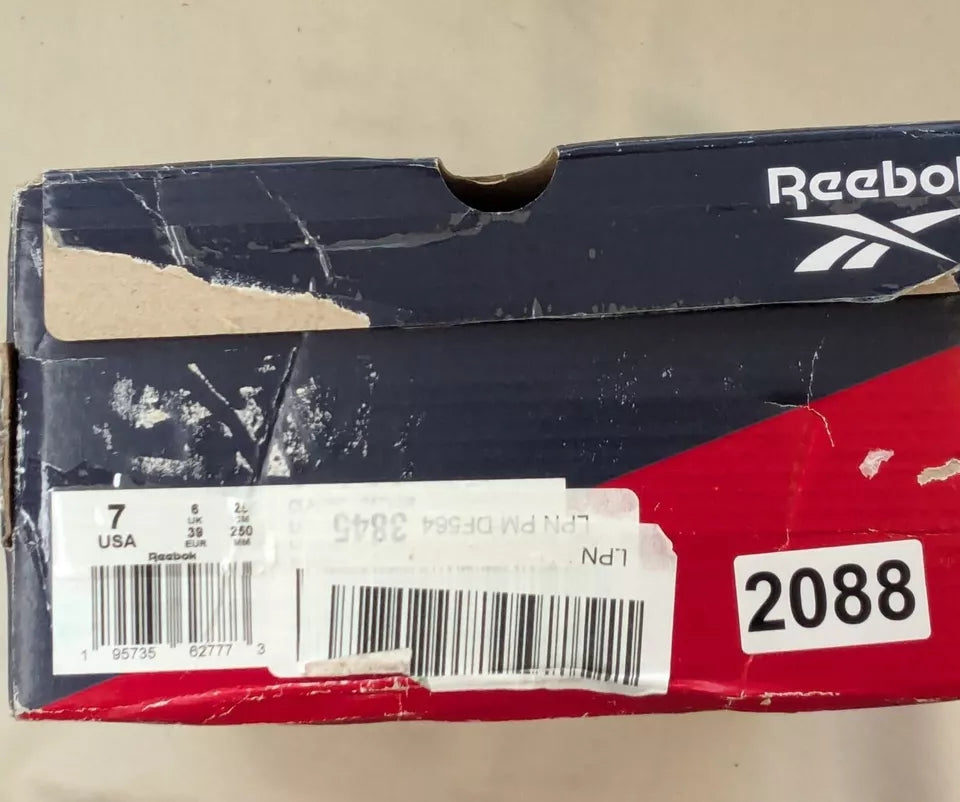 Reebok
7
USA
6
UK
39
EUR
CM
250
MM
Reebok
1 95735 62777 3
LPN PM DF564 3845
LPN
2088